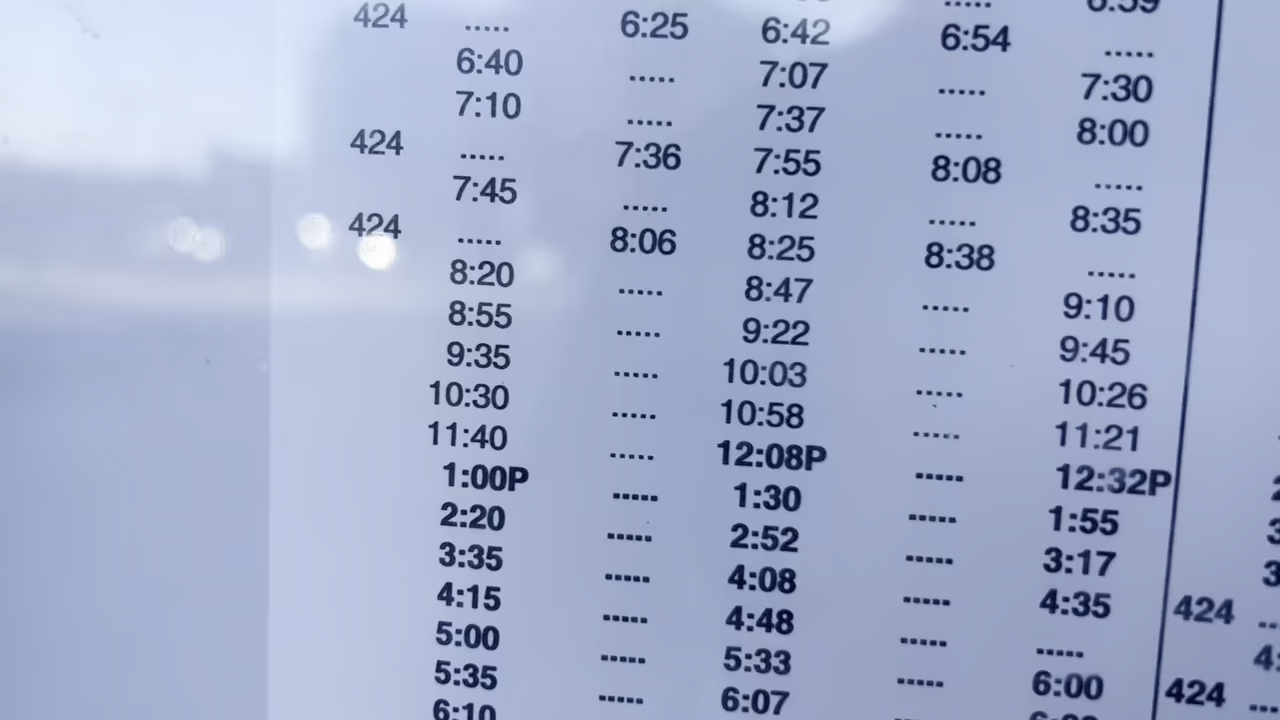 ..... 6:59
424 ..... 6:25 6:42 6:54 .....
6:40 ..... 7:07 ..... 7:30
7:10 ..... 7:37 ..... 8:00
424 ..... 7:36 7:55 8:08 .....
7:45 ..... 8:12 ..... 8:35
424 ..... 8:06 8:25 8:38 .....
8:20 ..... 8:47 ..... 9:10
8:55 ..... 9:22 ..... 9:45
9:35 ..... 10:03 ..... 10:26
10:30 ..... 10:58 ..... 11:21
11:40 ..... 12:08P ..... 12:32P
1:00P ..... 1:30 ..... 1:55
2:20 ..... 2:52 ..... 3:17
3:35 ..... 4:08 ..... 4:35
4:15 ..... 4:48 ..... .....
5:00 ..... 5:33 ..... 6:00
5:35 ..... 6:07 .....
6:10
424 ..
424 ...